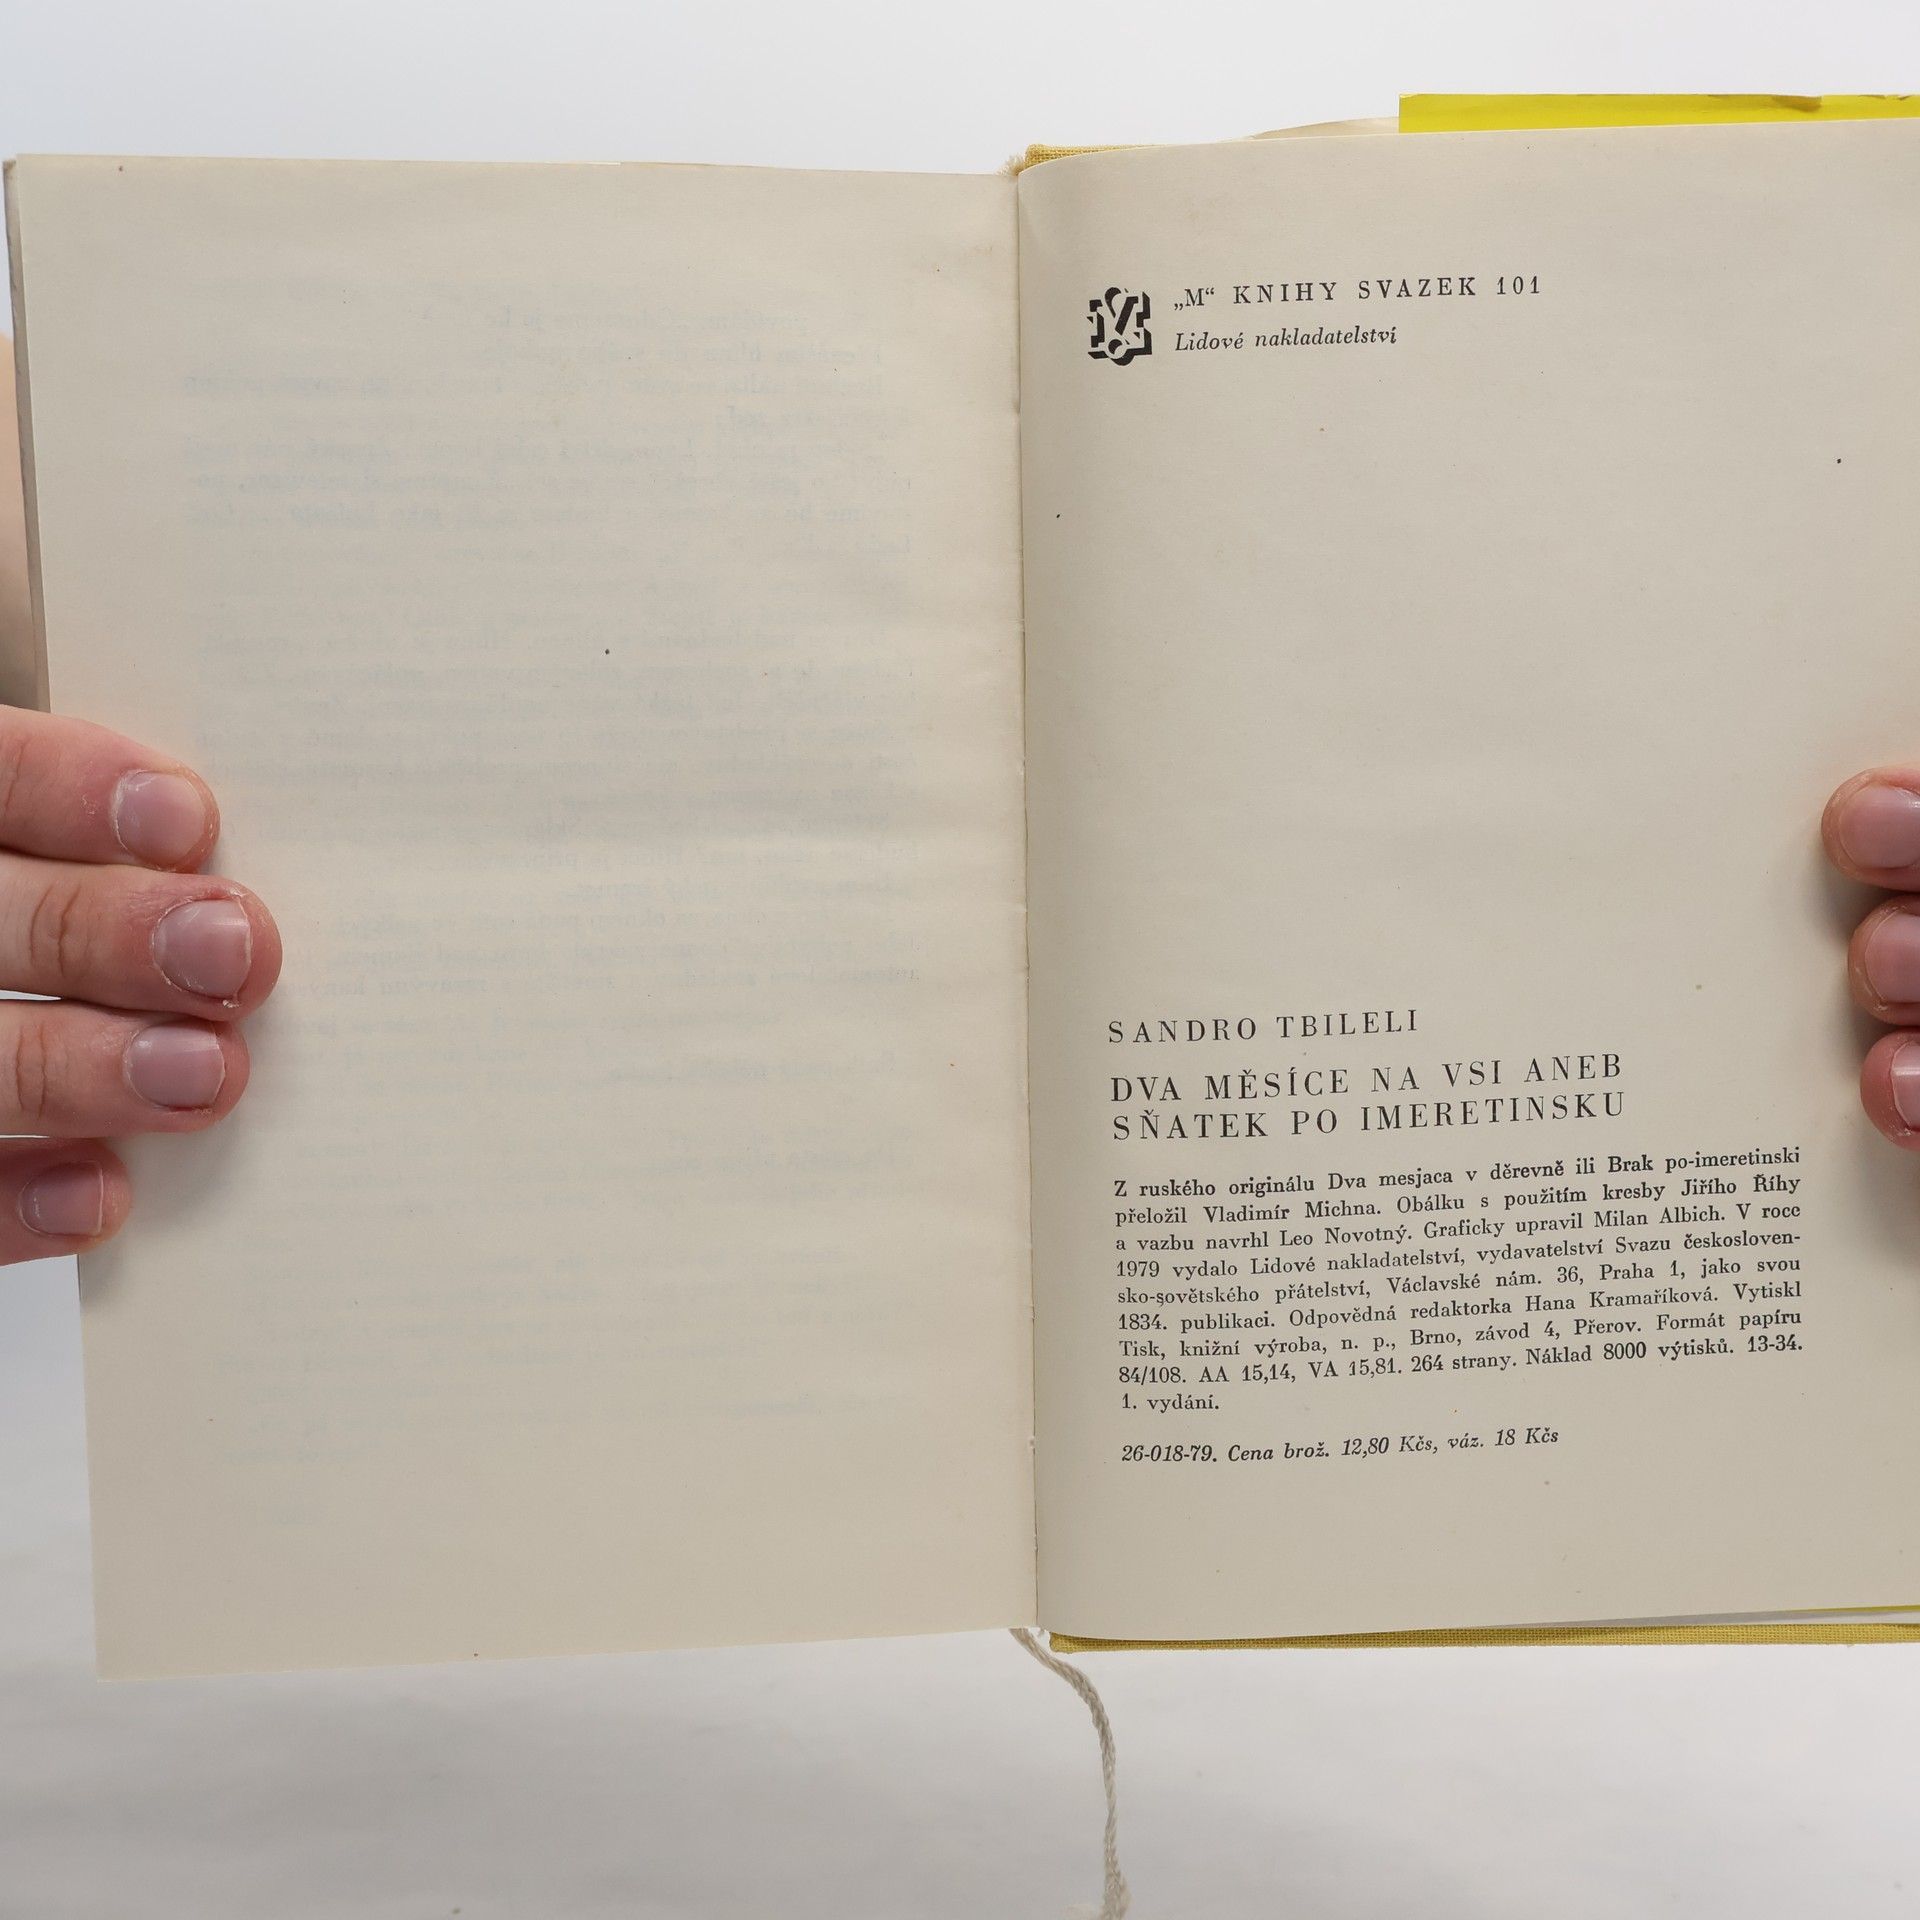 „M“ KNIHY SVAZEK 101
Lidové nakladatelství
SANDRO TBILELI
DVA MĚSÍCE NA VSI ANEB
SŇATEK PO IMERETINSKU
Z ruského originálu Dva mesjaca v děrevně ili Brak po-imeretinski
přeložil Vladimír Michna. Obálku s použitím kresby Jiřího Říhy
a vazbu navrhl Leo Novotný. Graficky upravil Milan Albich. V roce
1979 vydalo Lidové nakladatelství, vydavatelství Svazu českosloven-
sko-sovětského přátelství, Václavské nám. 36, Praha 1, jako svou
1834. publikaci. Odpovědná redaktorka Hana Kramaříková. Vytiskl
Tisk, knižní výroba, n. p., Brno, závod 4, Přerov. Formát papíru
84/108. AA 15,14, VA 15,81. 264 strany. Náklad 8000 výtisků. 13-34.
1. vydání.
26-018-79. Cena brož. 12,80 Kčs, váz. 18 Kčs